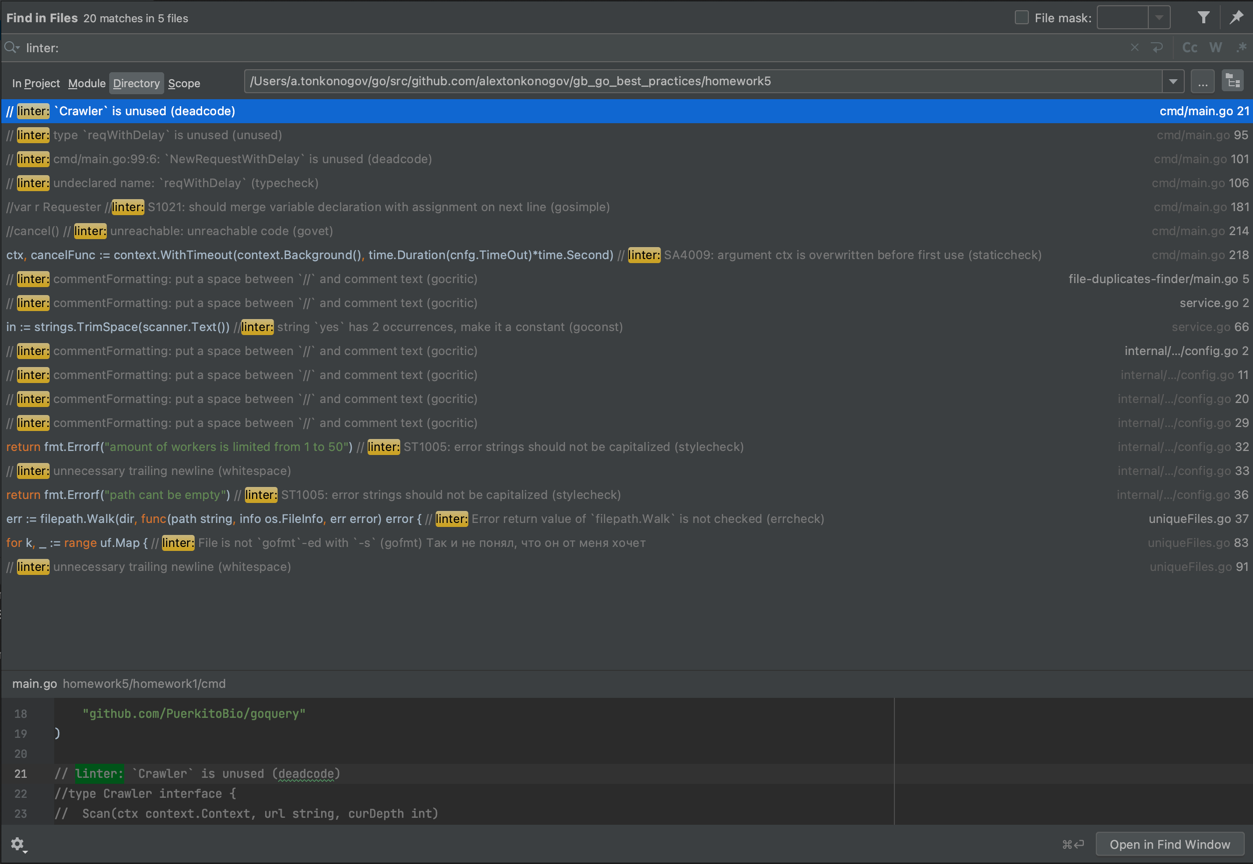 Find in Files 20 matches in 5 files File mask:
linter: Cc W .*
In Project Module Directory Scope /Users/a.tonkonogov/go/src/github.com/alextonkonogov/gb_go_best_practices/homework5 ...
// linter: `Crawler` is unused (deadcode) cmd/main.go 21
// linter: type `reqWithDelay` is unused (unused) cmd/main.go 95
// linter: cmd/main.go:99:6: `NewRequestWithDelay` is unused (deadcode) cmd/main.go 101
// linter: undeclared name: `reqWithDelay` (typecheck) cmd/main.go 106
//var r Requester //linter: S1021: should merge variable declaration with assignment on next line (gosimple) cmd/main.go 181
//cancel() // linter: unreachable: unreachable code (govet) cmd/main.go 214
ctx, cancelFunc := context.WithTimeout(context.Background(), time.Duration(cnfg.TimeOut)*time.Second) // linter: SA4009: argument ctx is overwritten before first use (staticcheck) cmd/main.go 218
// linter: commentFormatting: put a space between `//` and comment text (gocritic) file-duplicates-finder/main.go 5
// linter: commentFormatting: put a space between `//` and comment text (gocritic) service.go 2
in := strings.TrimSpace(scanner.Text()) //linter: string `yes` has 2 occurrences, make it a constant (goconst) service.go 66
// linter: commentFormatting: put a space between `//` and comment text (gocritic) internal/.../config.go 2
// linter: commentFormatting: put a space between `//` and comment text (gocritic) internal/.../config.go 11
// linter: commentFormatting: put a space between `//` and comment text (gocritic) internal/.../config.go 20
// linter: commentFormatting: put a space between `//` and comment text (gocritic) internal/.../config.go 29
return fmt.Errorf("amount of workers is limited from 1 to 50") // linter: ST1005: error strings should not be capitalized (stylecheck) internal/.../config.go 32
// linter: unnecessary trailing newline (whitespace) internal/.../config.go 33
return fmt.Errorf("path cant be empty") // linter: ST1005: error strings should not be capitalized (stylecheck) internal/.../config.go 36
err := filepath.Walk(dir, func(path string, info os.FileInfo, err error) error { // linter: Error return value of `filepath.Walk` is not checked (errcheck) uniqueFiles.go 37
for k, _ := range uf.Map { // linter: File is not `gofmt`-ed with `-s` (gofmt) Так и не понял, что он от меня хочет uniqueFiles.go 83
// linter: unnecessary trailing newline (whitespace) uniqueFiles.go 91
main.go homework5/homework1/cmd
18 "github.com/PuerkitoBio/goquery"
19 )
20
21 // linter: `Crawler` is unused (deadcode)
22 //type Crawler interface {
23 // Scan(ctx context.Context, url string, curDepth int)
⌘↩ Open in Find Window